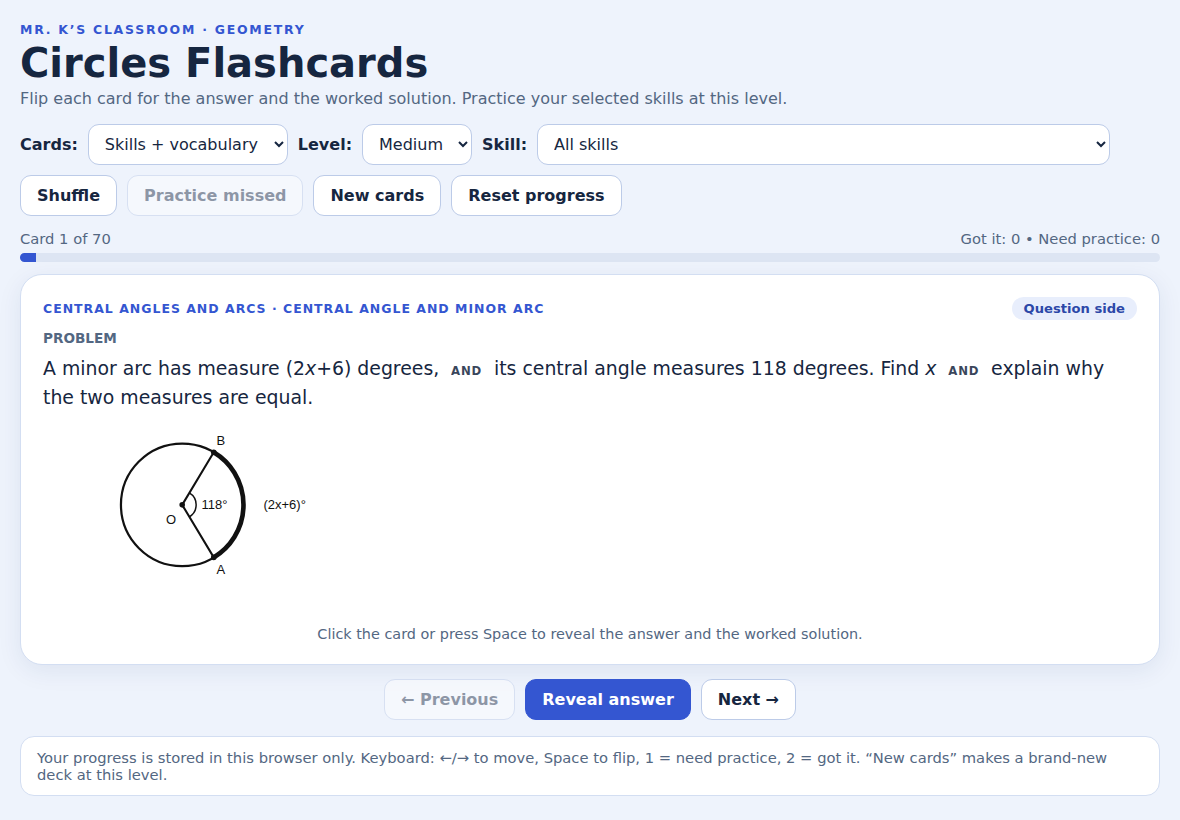 MR. K’S CLASSROOM · GEOMETRY
Circles Flashcards
Flip each card for the answer and the worked solution. Practice your selected skills at this level.
Cards: Skills + vocabulary Level: Medium Skill: All skills
Shuffle Practice missed New cards Reset progress
Card 1 of 70 Got it: 0 • Need practice: 0
CENTRAL ANGLES AND ARCS · CENTRAL ANGLE AND MINOR ARC Question side
PROBLEM
A minor arc has measure (2x+6) degrees, AND its central angle measures 118 degrees. Find x AND explain why
the two measures are equal.
B
118° (2x+6)°
O
A
Click the card or press Space to reveal the answer and the worked solution.
← Previous Reveal answer Next →
Your progress is stored in this browser only. Keyboard: ←/→ to move, Space to flip, 1 = need practice, 2 = got it. “New cards” makes a brand-new
deck at this level.